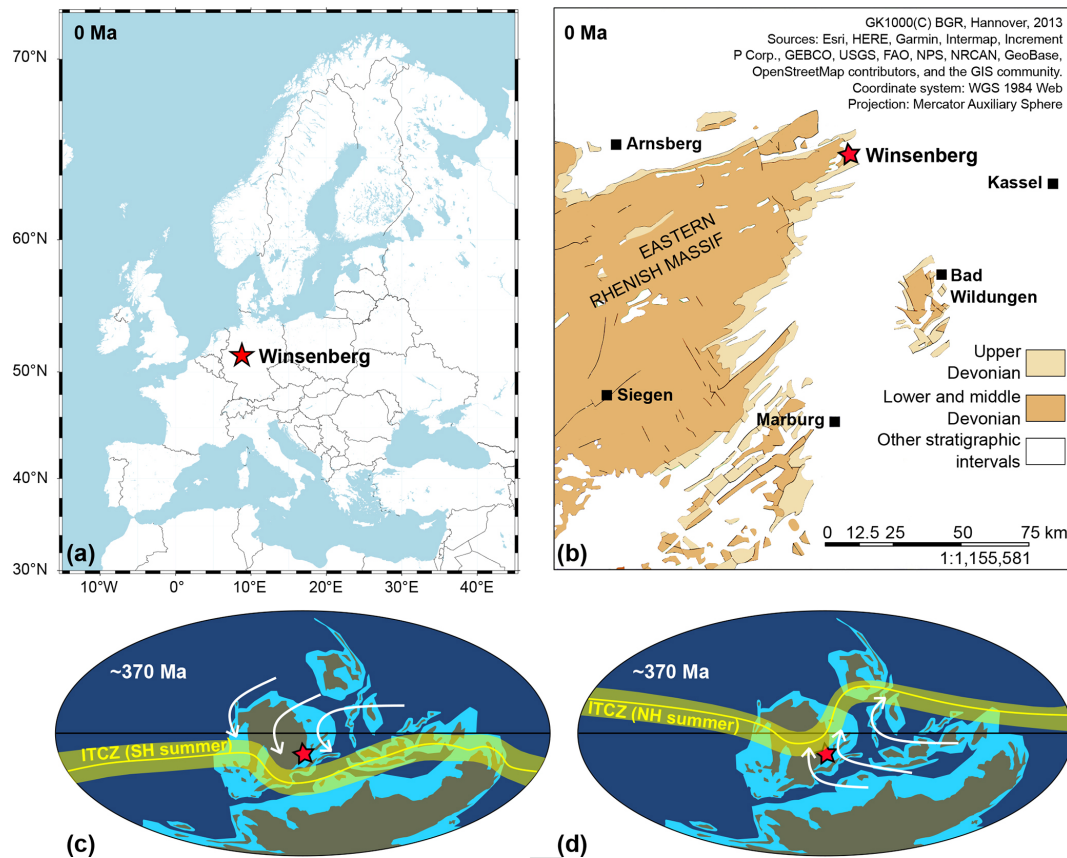 0 Ma
70°N
60°N
50°N
40°N
30°N
10°W
0°
10°E
20°E
30°E
40°E
Winsenberg
(a)
0 Ma
GK1000(C) BGR, Hannover, 2013
Sources: Esri, HERE, Garmin, Intermap, Increment
P Corp., GEBCO, USGS, FAO, NPS, NRCAN, GeoBase,
OpenStreetMap contributors, and the GIS community.
Coordinate system: WGS 1984 Web
Projection: Mercator Auxiliary Sphere
Arnsberg
Winsenberg
Kassel
EASTERN
RHENISH MASSIF
Bad
Wildungen
Siegen
Marburg
Upper
Devonian
Lower and middle
Devonian
Other stratigraphic
intervals
0 12.5 25 50 75 km
1:1,155,581
(b)
~370 Ma
ITCZ (SH summer)
(c)
~370 Ma
ITCZ (NH summer)
(d)